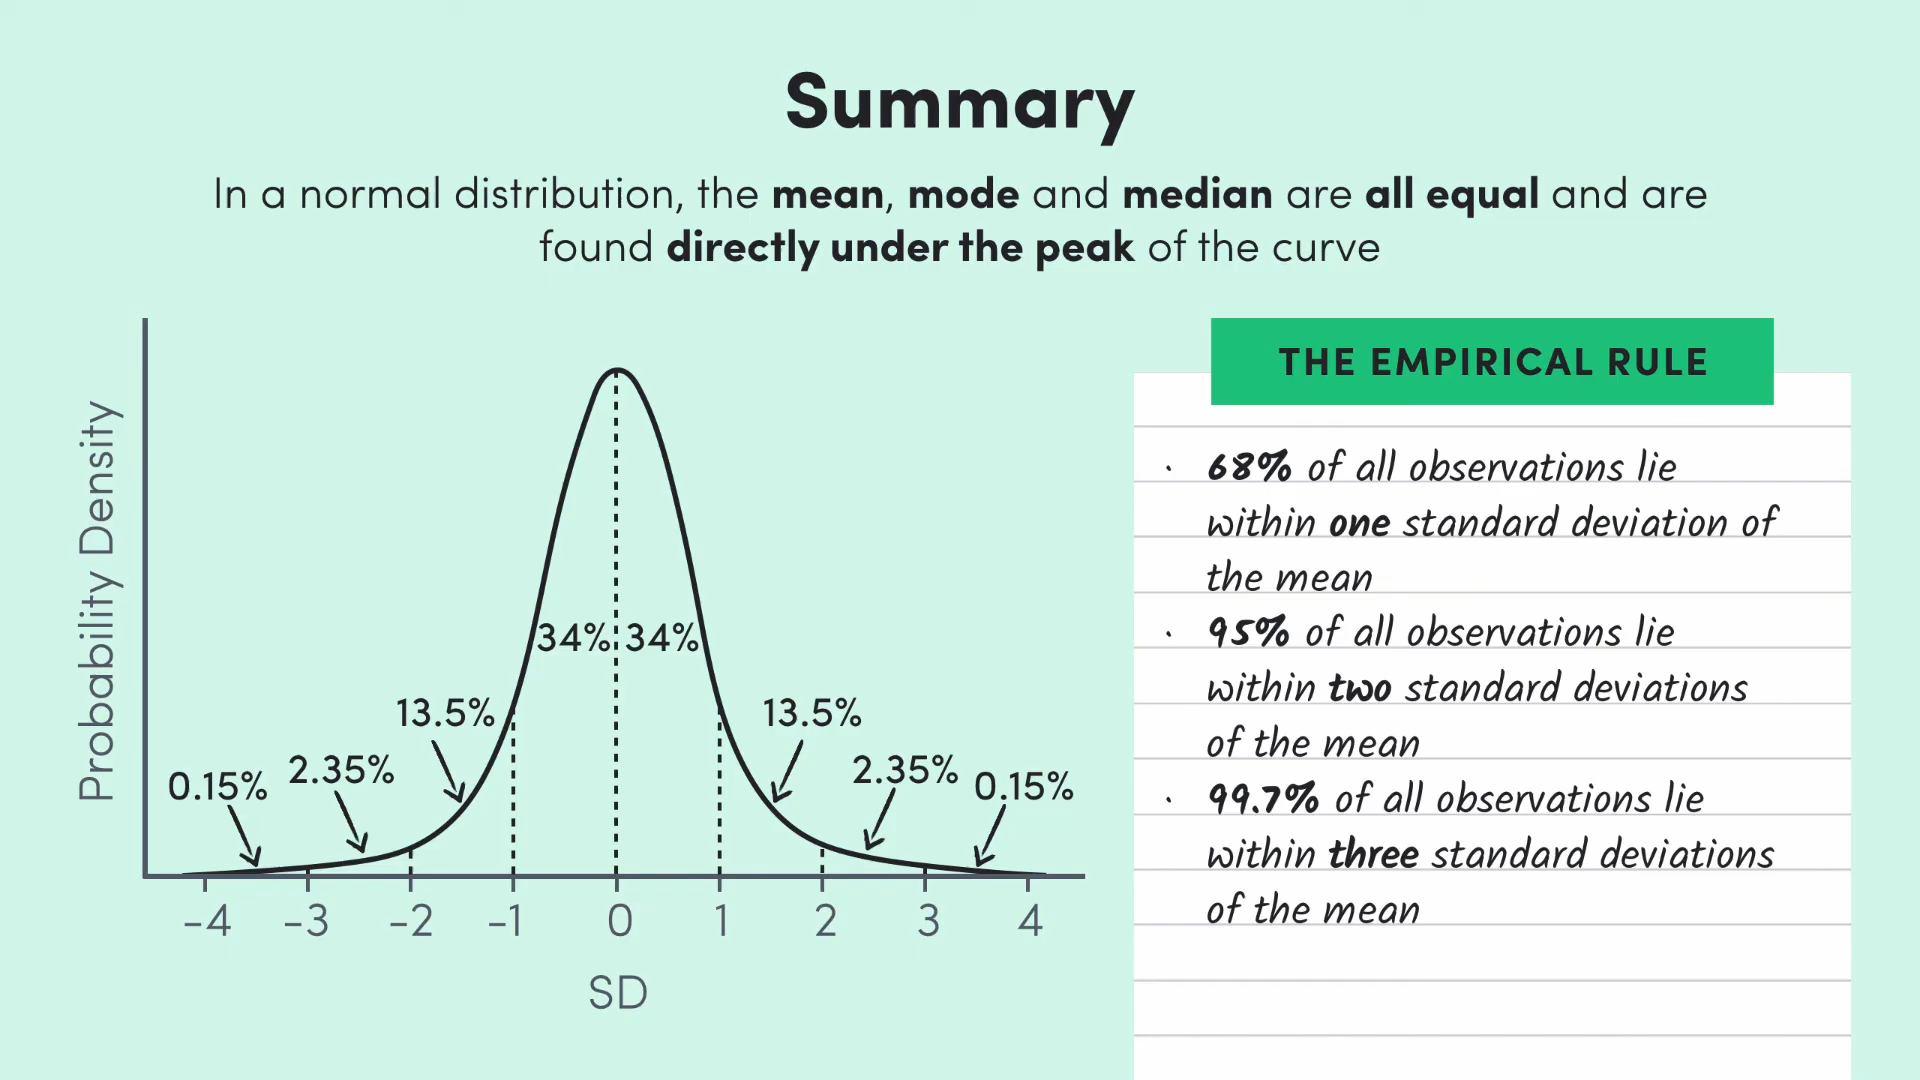 Summary
In a normal distribution, the mean, mode and median are all equal and are
found directly under the peak of the curve
Probability Density
34% 34%
13.5% 13.5%
2.35% 2.35%
0.15% 0.15%
-4 -3 -2 -1 0 1 2 3 4
SD
THE EMPIRICAL RULE
· 68% of all observations lie
within one standard deviation of
the mean
· 95% of all observations lie
within two standard deviations
of the mean
· 99.7% of all observations lie
within three standard deviations
of the mean